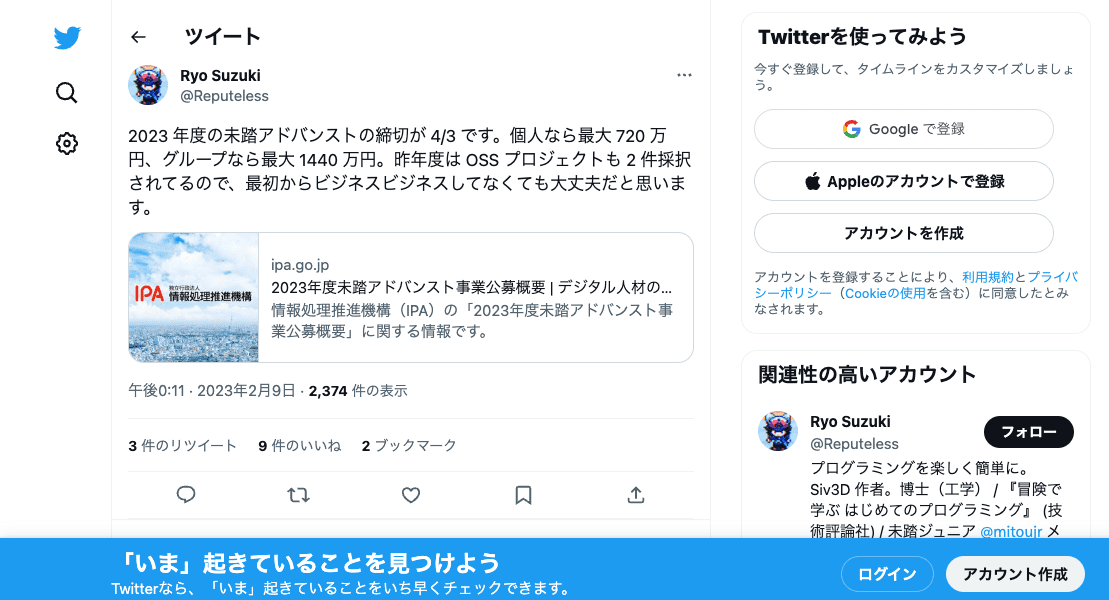 ツイート
Ryo Suzuki
@Reputeless
2023 年度の未踏アドバンストの締切が 4/3 です。個人なら最大 720 万
円、グループなら最大 1440 万円。昨年度は OSS プロジェクトも 2 件採択
されてるので、最初からビジネスビジネスしてなくても大丈夫だと思いま
す。
IPA 独立行政法人 情報処理推進機構
ipa.go.jp
2023年度未踏アドバンスト事業公募概要 | デジタル人材の...
情報処理推進機構（IPA）の「2023年度未踏アドバンスト事
業公募概要」に関する情報です。
午後0:11 · 2023年2月9日 · 2,374 件の表示
3 件のリツイート 9 件のいいね 2 ブックマーク
Twitterを使ってみよう
今すぐ登録して、タイムラインをカスタマイズしましょ
う。
Google で登録
Appleのアカウントで登録
アカウントを作成
アカウントを登録することにより、利用規約とプライバ
シーポリシー（Cookieの使用を含む）に同意したとみ
なされます。
関連性の高いアカウント
Ryo Suzuki
@Reputeless
フォロー
プログラミングを楽しく簡単に。
Siv3D 作者。博士（工学） / 『冒険で
学ぶ はじめてのプログラミング』 (技
術評論社) / 未踏ジュニア @mitoujr メ
「いま」起きていることを見つけよう
Twitterなら、「いま」起きていることをいち早くチェックできます。
ログイン
アカウント作成